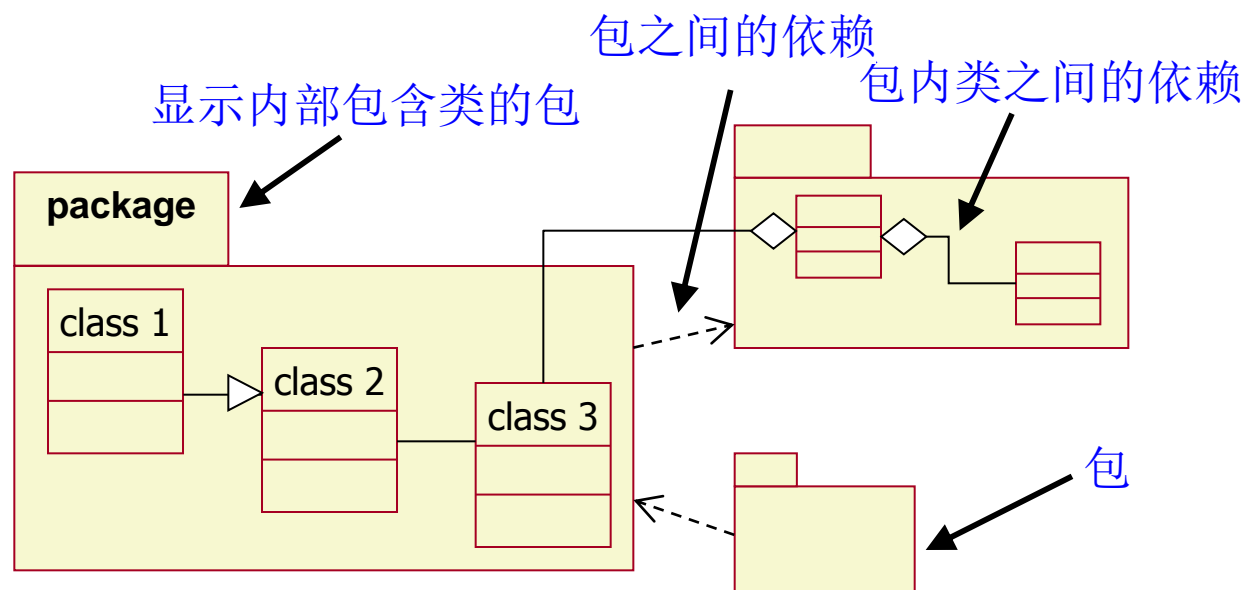 包之间的依赖
包内类之间的依赖
显示内部包含类的包
package
class 1
class 2
class 3
包